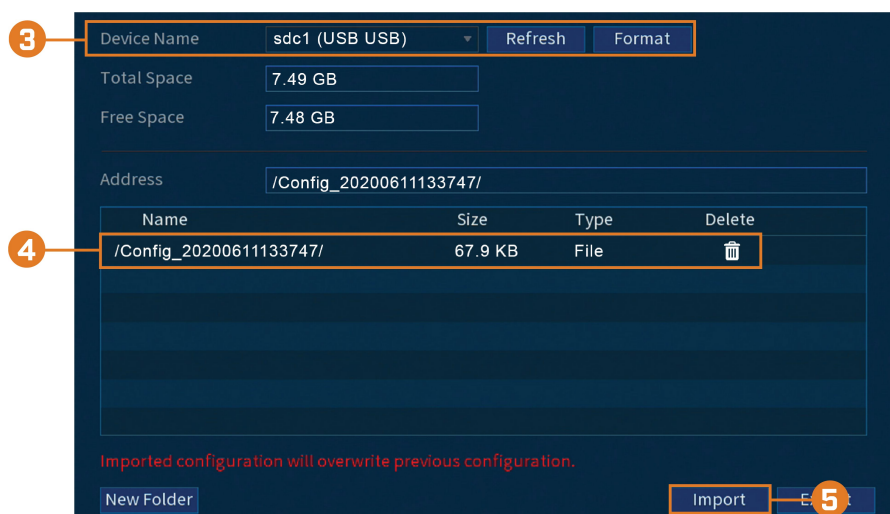 3 Device Name sdc1 (USB USB) Refresh Format
Total Space 7.49 GB
Free Space 7.48 GB
Address /Config_20200611133747/
Name Size Type Delete
4 /Config_20200611133747/ 67.9 KB File
Imported configuration will overwrite previous configuration.
New Folder Import 5